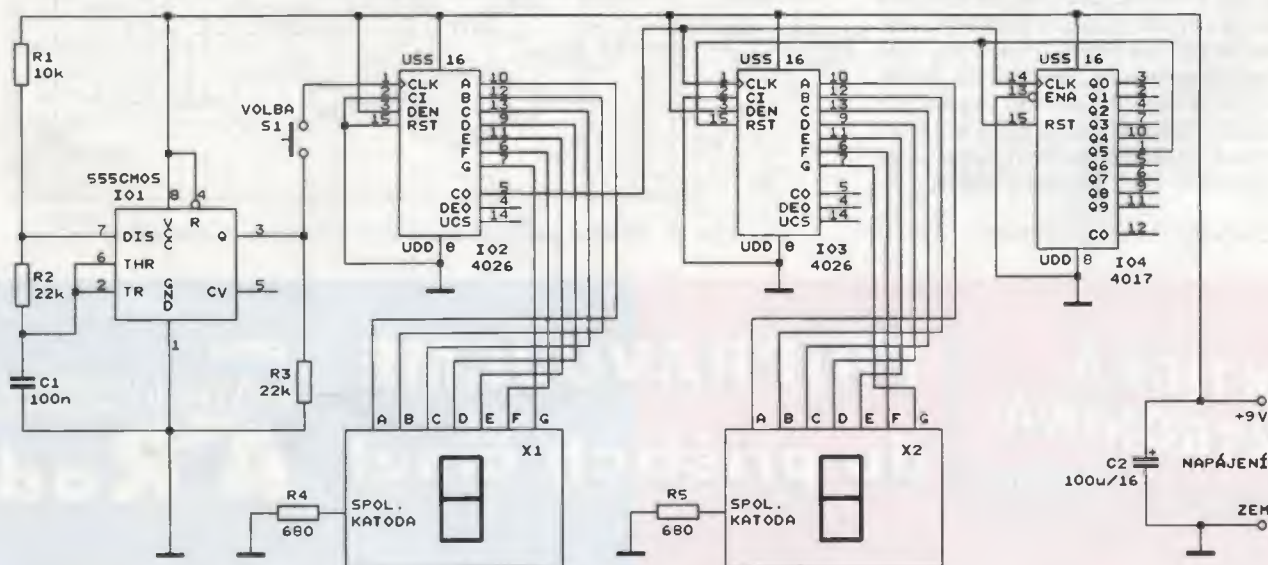 R1
10k
R2
22k
C1
100n
555CMOS
IO1
8
4
VCC
R
7
DIS
Q
3
6
THR
2
TR
GND
CV
5
1
VOLBA
S1
R3
22k
USS
16
1
CLK
2
CI
3
DEN
15
RST
A
10
B
12
C
13
D
9
E
11
F
6
G
7
CO
5
DEO
4
UCS
14
UDD
8
IO2
4026
USS
16
1
CLK
2
CI
3
DEN
15
RST
A
10
B
12
C
13
D
9
E
11
F
6
G
7
CO
5
DEO
4
UCS
14
UDD
8
IO3
4026
USS
16
14
CLK
13
ENA
15
RST
Q0
3
Q1
2
Q2
4
Q3
7
Q4
10
Q5
1
Q6
5
Q7
6
Q8
9
Q9
11
CO
12
UDD
8
IO4
4017
A B C D E F G
X1
R4
680
SPOL.
KATODA
A B C D E F G
X2
R5
680
SPOL.
KATODA
C2
100u/16
+
+9V
NAPÁJENÍ
ZEM